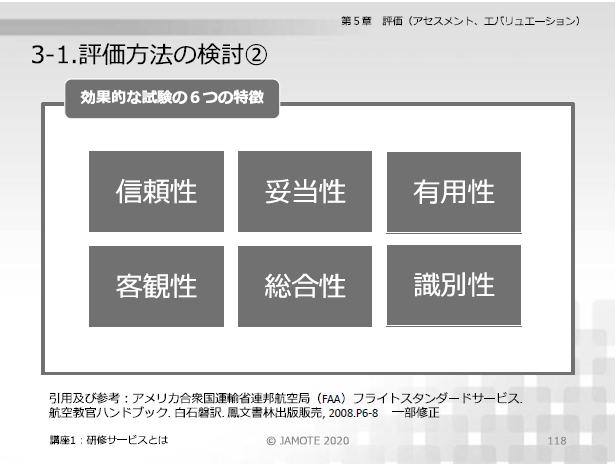 第５章　評価（アセスメント、エバリュエーション）
3-1.評価方法の検討②
効果的な試験の６つの特徴
信頼性
妥当性
有用性
客観性
総合性
識別性
引用及び参考：アメリカ合衆国運輸省連邦航空局（FAA）フライトスタンダードサービス.
航空教官ハンドブック. 白石磐訳. 鳳文書林出版販売, 2008.P6-8　一部修正
講座1：研修サービスとは
© JAMOTE 2020
118